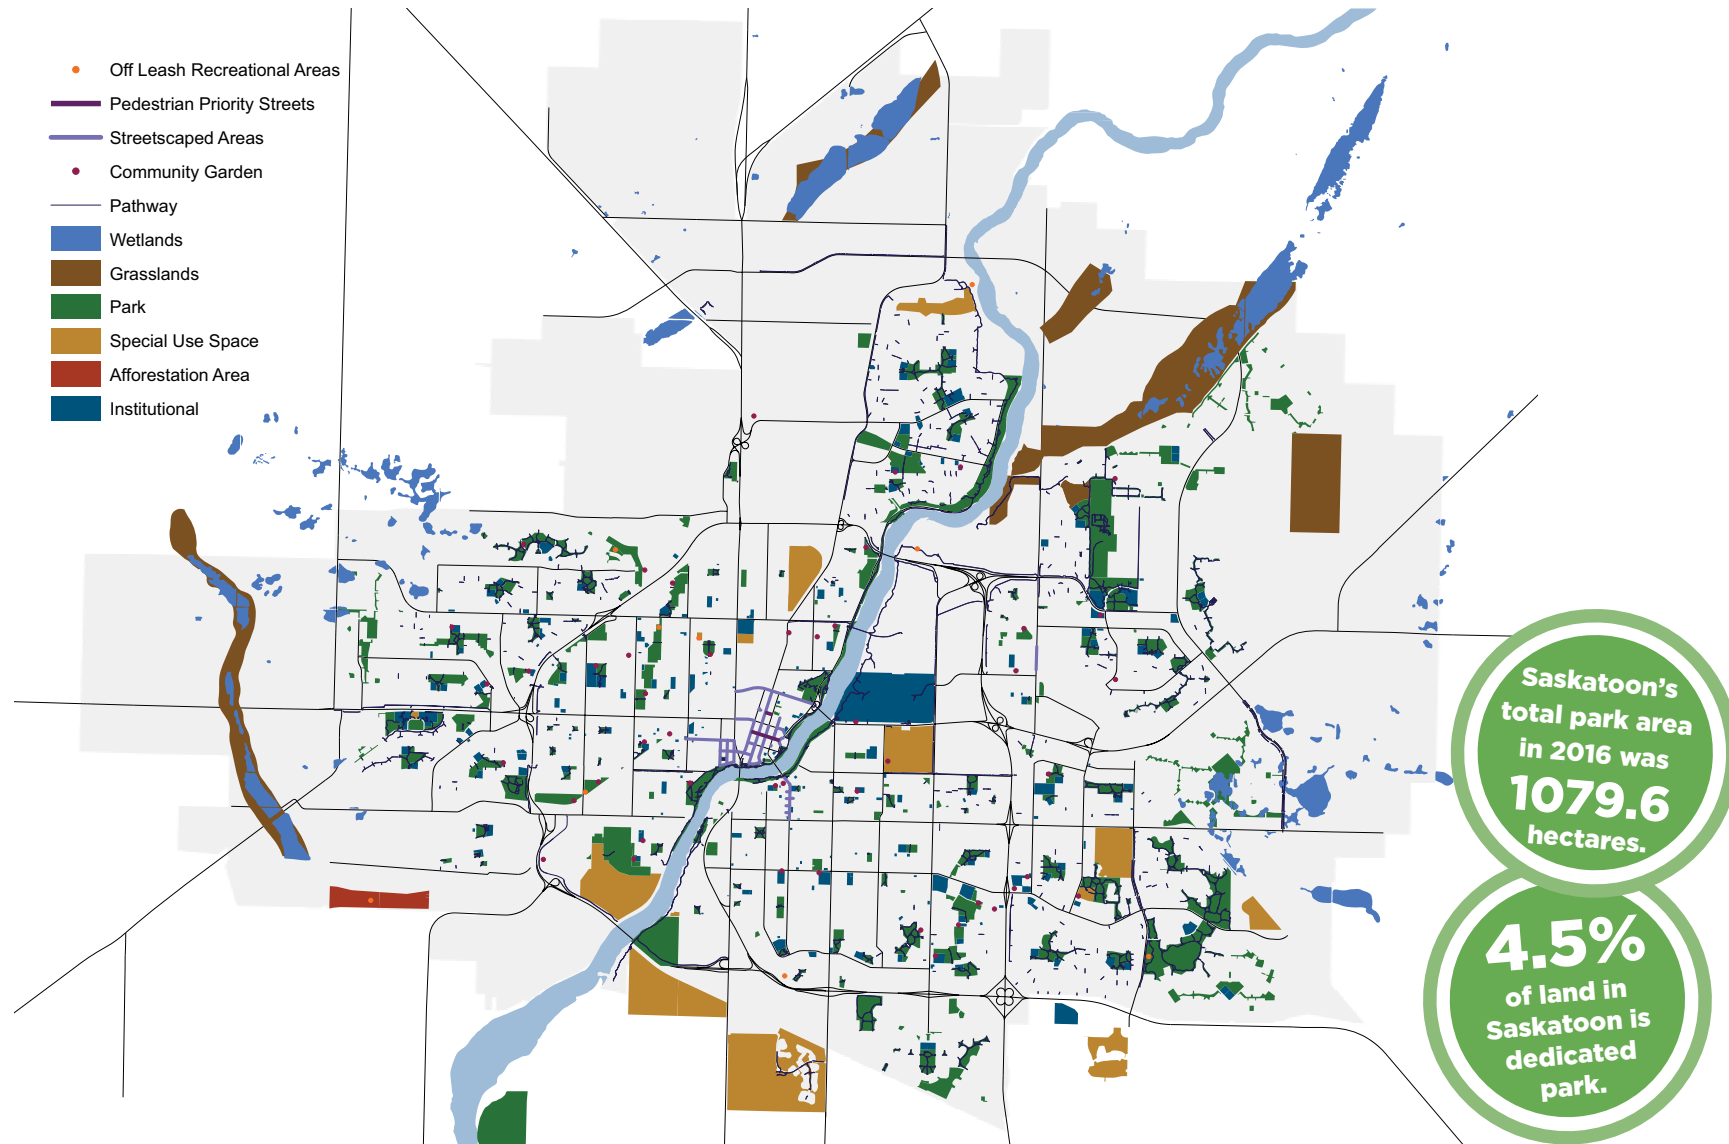 Off Leash Recreational Areas
Pedestrian Priority Streets
Streetscaped Areas
Community Garden
Pathway
Wetlands
Grasslands
Park
Special Use Space
Afforestation Area
Institutional
Saskatoon's
total park area
in 2016 was
1079.6
hectares.
4.5%
of land in
Saskatoon is
dedicated
park.